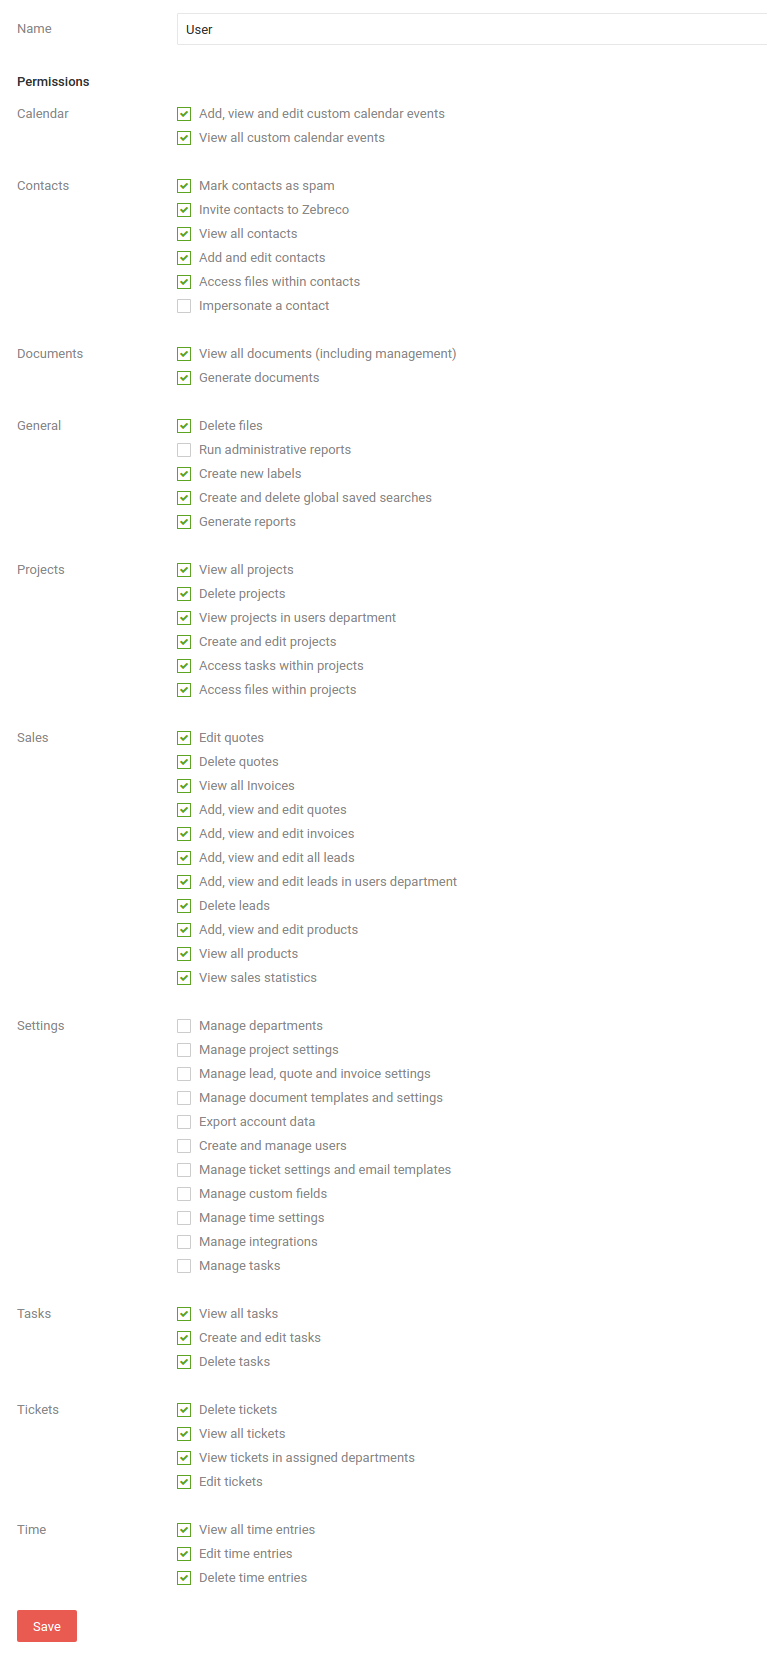 Name User
Permissions
Calendar Add, view and edit custom calendar events
View all custom calendar events
Contacts Mark contacts as spam
Invite contacts to Zebreco
View all contacts
Add and edit contacts
Access files within contacts
Impersonate a contact
Documents View all documents (including management)
Generate documents
General Delete files
Run administrative reports
Create new labels
Create and delete global saved searches
Generate reports
Projects View all projects
Delete projects
View projects in users department
Create and edit projects
Access tasks within projects
Access files within projects
Sales Edit quotes
Delete quotes
View all Invoices
Add, view and edit quotes
Add, view and edit invoices
Add, view and edit all leads
Add, view and edit leads in users department
Delete leads
Add, view and edit products
View all products
View sales statistics
Settings Manage departments
Manage project settings
Manage lead, quote and invoice settings
Manage document templates and settings
Export account data
Create and manage users
Manage ticket settings and email templates
Manage custom fields
Manage time settings
Manage integrations
Manage tasks
Tasks View all tasks
Create and edit tasks
Delete tasks
Tickets Delete tickets
View all tickets
View tickets in assigned departments
Edit tickets
Time View all time entries
Edit time entries
Delete time entries
Save